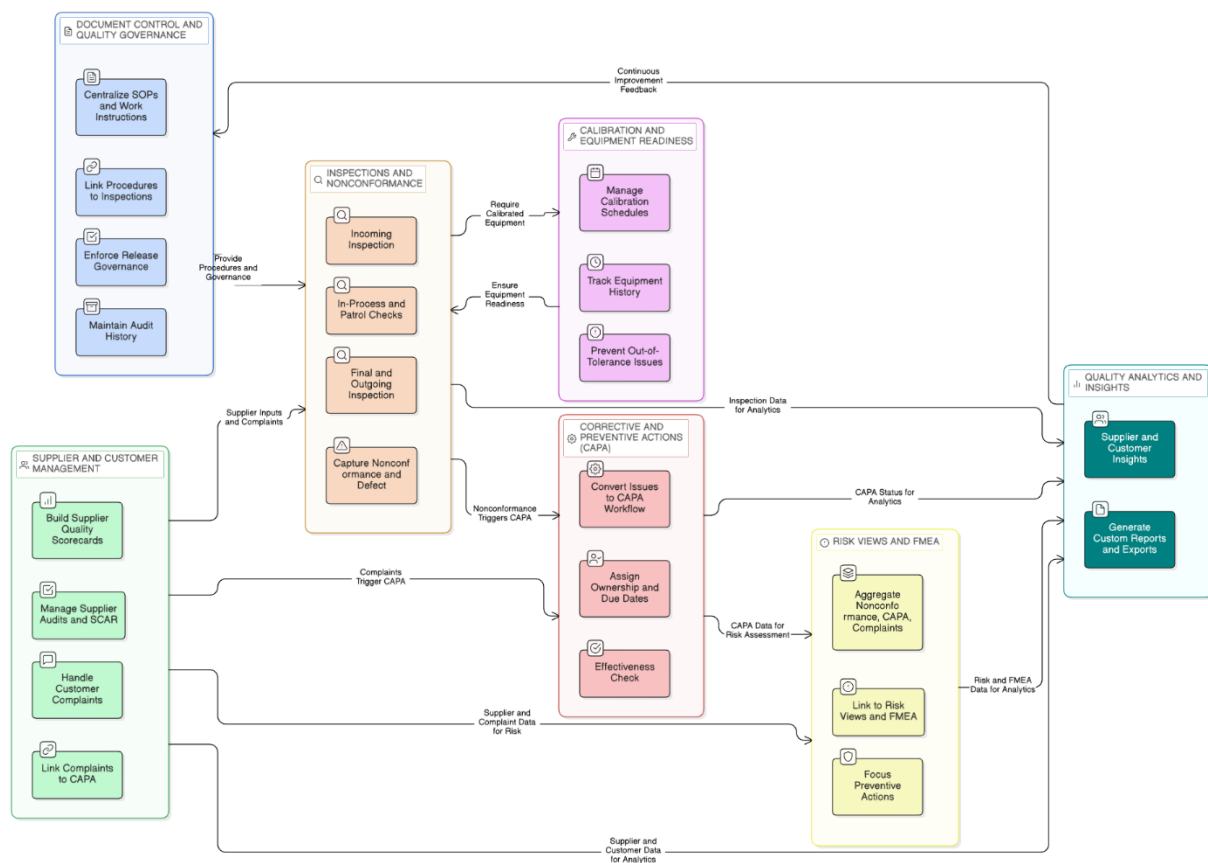 DOCUMENT CONTROL AND
QUALITY GOVERNANCE
Centralize SOPs
and Work
Instructions
Link Procedures
to Inspections
Enforce Release
Governance
Maintain Audit
History
Provide
Procedures and
Governance
Continuous
Improvement
Feedback
INSPECTIONS AND
NONCONFORMANCE
Incoming
Inspection
In-Process and
Patrol Checks
Final and
Outgoing
Inspection
Capture Nonconf
ormance and
Defect
Require
Calibrated
Equipment
Ensure
Equipment
Readiness
CALIBRATION AND
EQUIPMENT READINESS
Manage
Calibration
Schedules
Track Equipment
History
Prevent Out-of-
Tolerance Issues
Inspection Data
for Analytics
Supplier Inputs
and Complaints
Nonconformance
Triggers CAPA
SUPPLIER AND CUSTOMER
MANAGEMENT
Build Supplier
Quality
Scorecards
Manage Supplier
Audits and SCAR
Handle
Customer
Complaints
Link Complaints
to CAPA
Complaints
Trigger CAPA
Supplier and
Complaint Data
for Risk
Supplier and
Customer Data
for Analytics
CORRECTIVE AND
PREVENTIVE ACTIONS
(CAPA)
Convert Issues
to CAPA
Workflow
Assign
Ownership and
Due Dates
Effectiveness
Check
CAPA Status for
Analytics
CAPA Data for
Risk Assessment
RISK VIEWS AND FMEA
Aggregate
Nonconfo
rmance, CAPA,
Complaints
Link to Risk
Views and FMEA
Focus
Preventive
Actions
Risk and FMEA
Data for Analytics
QUALITY ANALYTICS AND
INSIGHTS
Supplier and
Customer
Insights
Generate
Custom Reports
and Exports